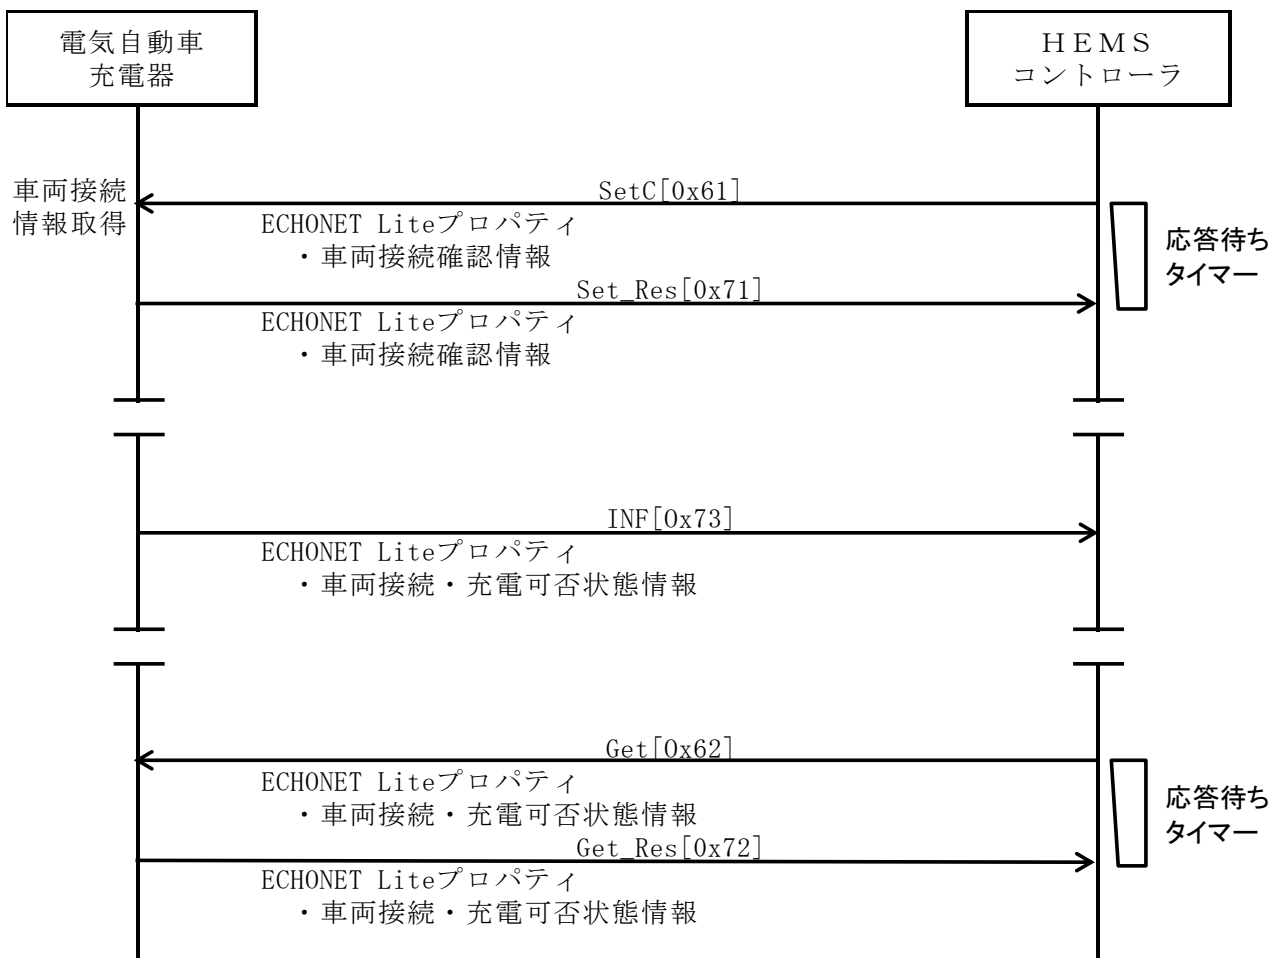 電気自動車
充電器
ＨＥＭＳ
コントローラ
車両接続
情報取得
SetC[0x61]
ECHONET Liteプロパティ
・車両接続確認情報
応答待ち
タイマー
Set_Res[0x71]
ECHONET Liteプロパティ
・車両接続確認情報
INF[0x73]
ECHONET Liteプロパティ
・車両接続・充電可否状態情報
Get[0x62]
ECHONET Liteプロパティ
・車両接続・充電可否状態情報
応答待ち
タイマー
Get_Res[0x72]
ECHONET Liteプロパティ
・車両接続・充電可否状態情報